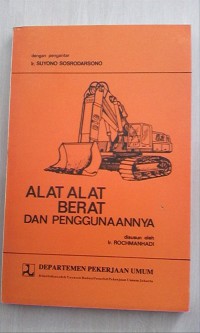 dengan pengantar
Ir SUYONO SOSRODARSONO
ALAT ALAT
BERAT
DAN PENGGUNAANNYA
disusun oleh
Ir. ROCHMANHADI
DEPARTEMEN PEKERJAAN UMUM